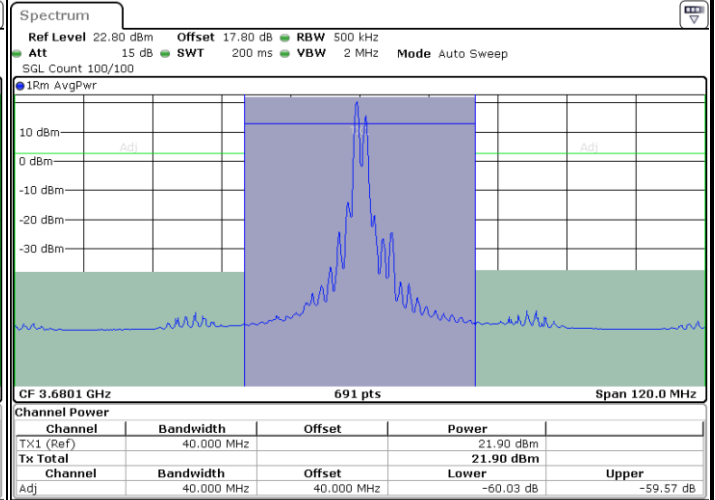 Spectrum
Ref Level 22.80 dBm Offset 17.80 dB RBW 500 kHz
Att 15 dB SWT 200 ms VBW 2 MHz Mode Auto Sweep
SGL Count 100/100
1Rm AvgPwr
10 dBm
Adj Adj
0 dBm
-10 dBm
-20 dBm
-30 dBm
CF 3.6801 GHz 691 pts Span 120.0 MHz
Channel Power
Channel Bandwidth Offset Power
TX1 (Ref) 40.000 MHz 21.90 dBm
Tx Total 21.90 dBm
Channel Bandwidth Offset Lower Upper
Adj 40.000 MHz 40.000 MHz -60.03 dB -59.57 dB